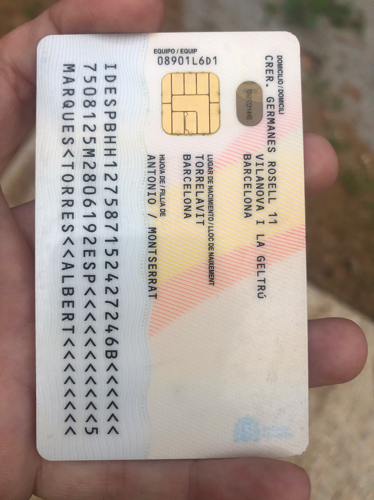 DOMICILIO / DOMICILI
CRER. GERMANES ROSELL 11
VILANOVA I LA GELTRÚ
BARCELONA
LUGAR DE NACIMIENTO / LLOC DE NAIXEMENT
TORRELAVIT
BARCELONA
HIJO/A DE / FILL/A DE
ANTONIO / MONTSERRAT
EQUIPO / EQUIP
08901L6D1
IDESPBHH127587152427246B<<<<<<
7508125M2806192ESP<<<<<<<<<<<5
MARQUES<TORRES<<ALBERT<<<<<<<<